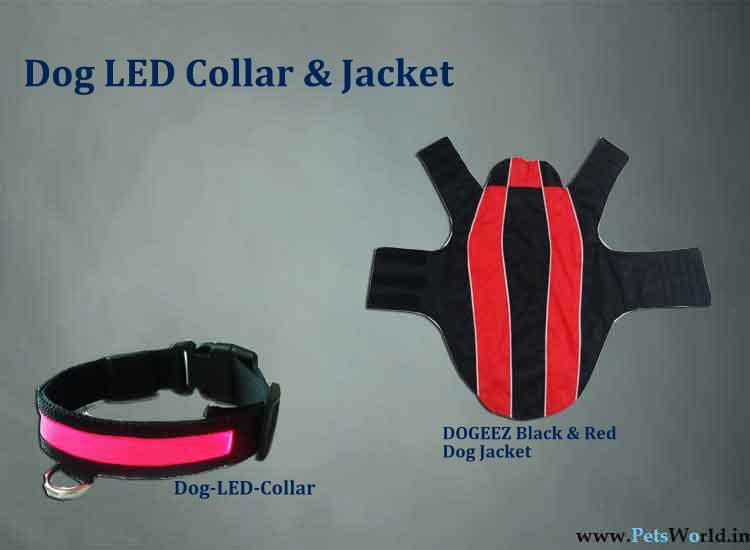 Dog LED Collar & Jacket
DOGEEZ Black & Red
Dog Jacket
Dog-LED-Collar
www.PetsWorld.in